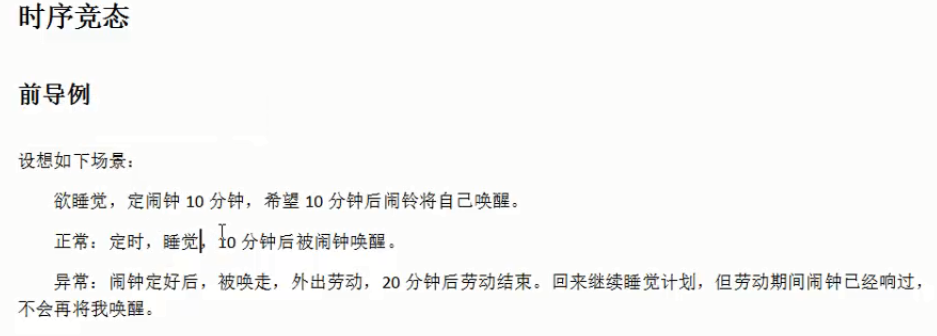 时序竞态
前导例
设想如下场景：
欲睡觉，定闹钟 10 分钟，希望 10 分钟后闹铃将自己唤醒。
正常：定时，睡觉，10 分钟后被闹钟唤醒。
异常：闹钟定好后，被唤走，外出劳动，20 分钟后劳动结束。回来继续睡觉计划，但劳动期间闹钟已经响过，
不会再将我唤醒。